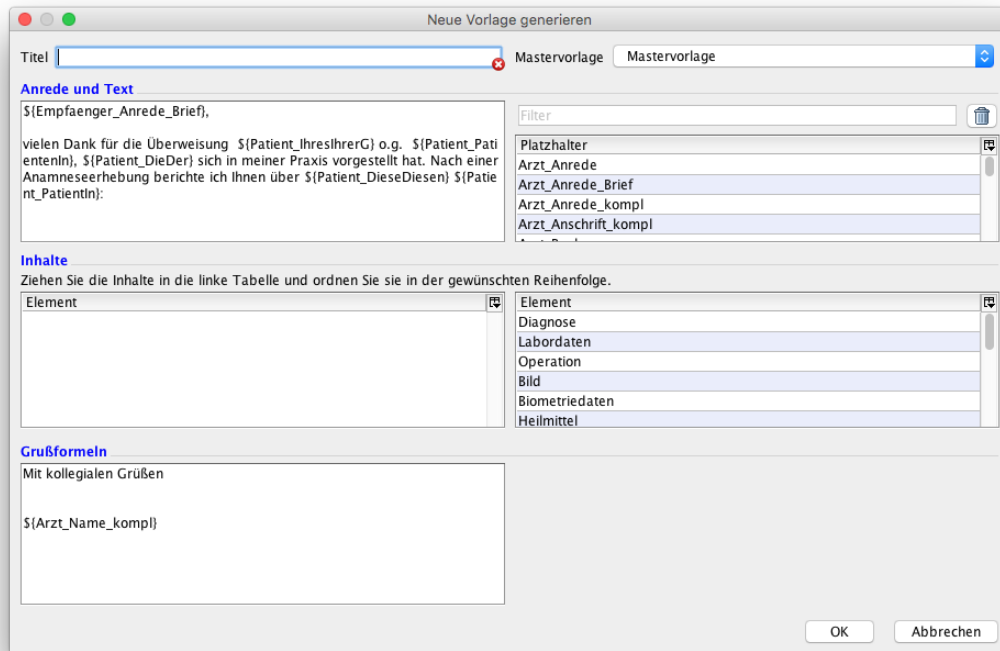 Neue Vorlage generieren
Titel
Mastervorlage
Mastervorlage
Anrede und Text
${Empfaenger_Anrede_Brief},
vielen Dank für die Überweisung  ${Patient_IhresIhrerG} o.g.  ${Patient_Pati
entenIn}, ${Patient_DieDer} sich in meiner Praxis vorgestellt hat. Nach einer
Anamneseerhebung berichte ich Ihnen über ${Patient_DieseDiesen} ${Patie
nt_PatientIn}:
Filter
Platzhalter
Arzt_Anrede
Arzt_Anrede_Brief
Arzt_Anrede_kompl
Arzt_Anschrift_kompl
Inhalte
Ziehen Sie die Inhalte in die linke Tabelle und ordnen Sie sie in der gewünschten Reihenfolge.
Element
Element
Diagnose
Labordaten
Operation
Bild
Biometriedaten
Heilmittel
Grußformeln
Mit kollegialen Grüßen
${Arzt_Name_kompl}
OK
Abbrechen